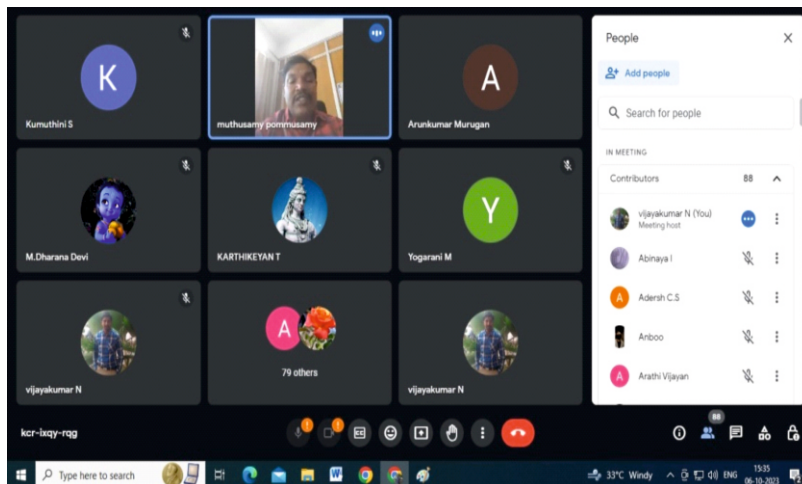 K
Kumuthini S
muthusamy pommusamy
A
Arunkumar Murugan
M.Dharana Devi
KARTHIKEYAN T
Y
Yogarani M
vijayakumar N
A
79 others
vijayakumar N
kcr-ixqy-rqg
People
Add people
Search for people
IN MEETING
Contributors 88
vijayakumar N (You)
Meeting host
Abinaya I
A Adersh C.S
Anboo
A Arathi Vijayan
88
Type here to search
33°C Windy
ENG
15:35
06-10-2023